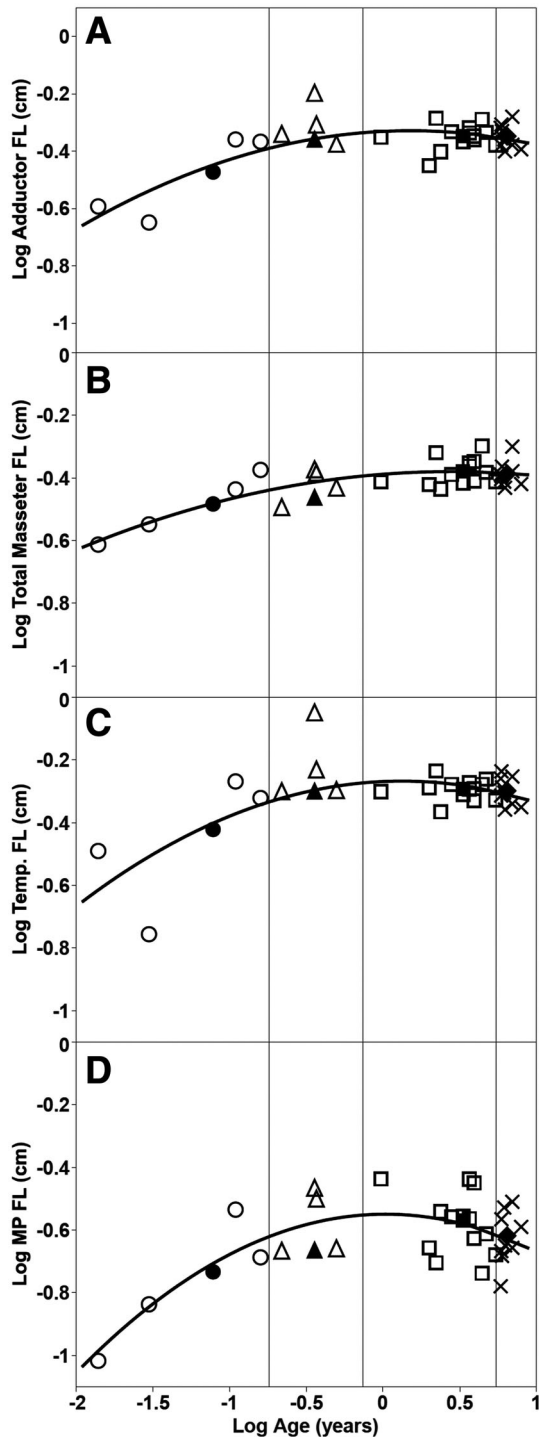 A
Log Adductor FL (cm)
0
-0.2
-0.4
-0.6
-0.8
-1
B
Log Total Masseter FL (cm)
0
-0.2
-0.4
-0.6
-0.8
-1
C
Log Temp. FL (cm)
0
-0.2
-0.4
-0.6
-0.8
-1
D
Log MP FL (cm)
0
-0.2
-0.4
-0.6
-0.8
-1
-2 -1.5 -1 -0.5 0 0.5 1
Log Age (years)